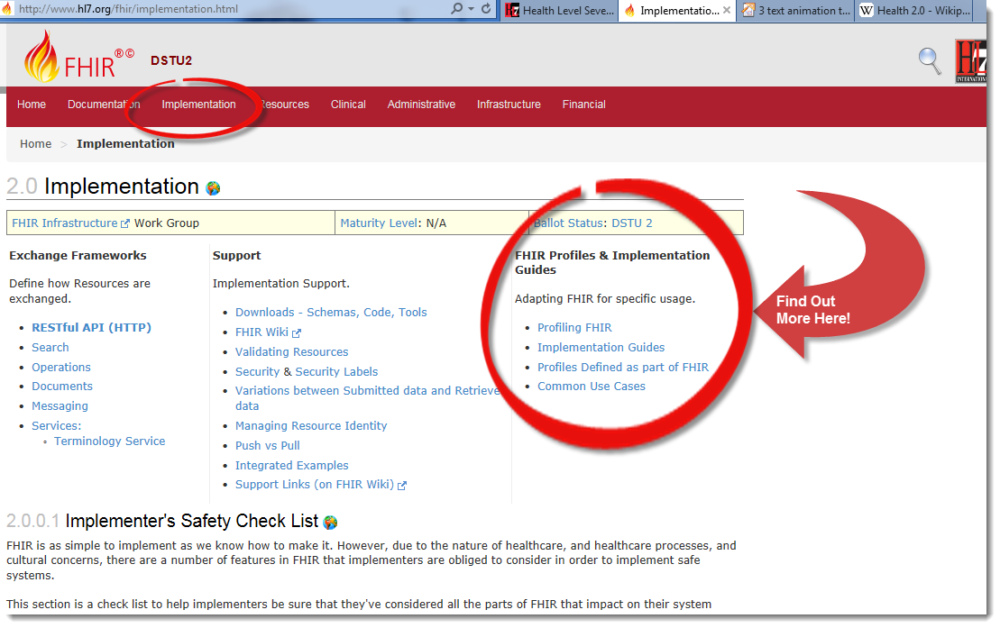 http://www.hl7.org/fhir/implementation.html
Health Level Seve...
Implementatio...
3 text animation t...
Health 2.0 - Wikip...
FHIR®© DSTU2
INTERNATIONAL
Home Documentation Implementation Resources Clinical Administrative Infrastructure Financial
Home > Implementation
2.0 Implementation
FHIR Infrastructure Work Group
Maturity Level: N/A
Ballot Status: DSTU 2
Exchange Frameworks
Define how Resources are
exchanged.
• RESTful API (HTTP)
• Search
• Operations
• Documents
• Messaging
• Services:
◦ Terminology Service
Support
Implementation Support.
• Downloads - Schemas, Code, Tools
• FHIR Wiki
• Validating Resources
• Security & Security Labels
• Variations between Submitted data and Retrieve
data
• Managing Resource Identity
• Push vs Pull
• Integrated Examples
• Support Links (on FHIR Wiki)
FHIR Profiles & Implementation
Guides
Adapting FHIR for specific usage.
• Profiling FHIR
• Implementation Guides
• Profiles Defined as part of FHIR
• Common Use Cases
Find Out
More Here!
2.0.0.1 Implementer's Safety Check List
FHIR is as simple to implement as we know how to make it. However, due to the nature of healthcare, and healthcare processes, and
cultural concerns, there are a number of features in FHIR that implementers are obliged to consider in order to implement safe
systems.
This section is a check list to help implementers be sure that they've considered all the parts of FHIR that impact on their system